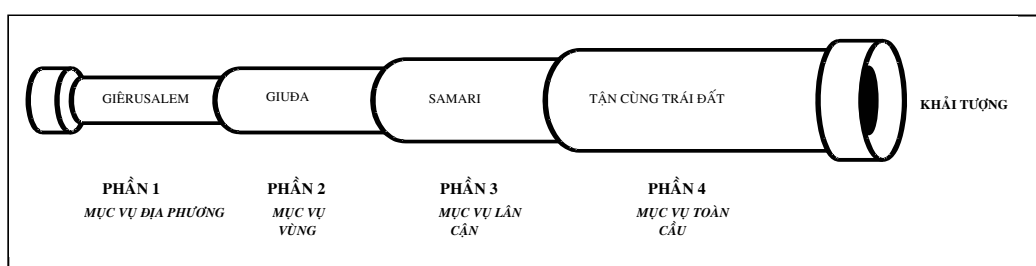 GIÊRUSALEM
GIUĐA
SAMARI
TẬN CÙNG TRÁI ĐẤT
KHẢI TƯỢNG
PHẦN 1
PHẦN 2
PHẦN 3
PHẦN 4
MỤC VỤ ĐỊA PHƯƠNG
MỤC VỤ
VÙNG
MỤC VỤ LÂN
CẬN
MỤC VỤ TOÀN
CẦU